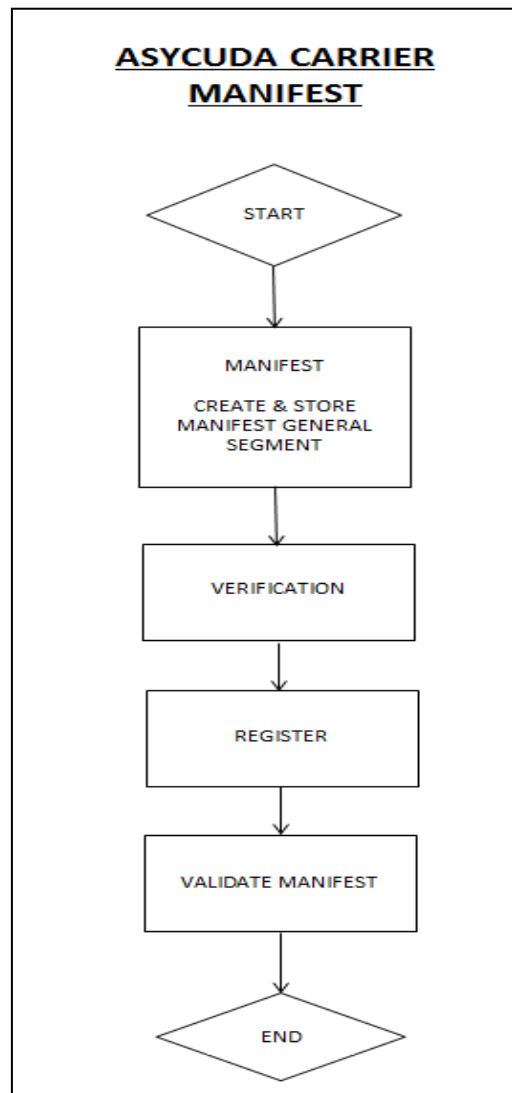 ASYCUDA CARRIER
MANIFEST
START
MANIFEST
CREATE & STORE
MANIFEST GENERAL
SEGMENT
VERIFICATION
REGISTER
VALIDATE MANIFEST
END